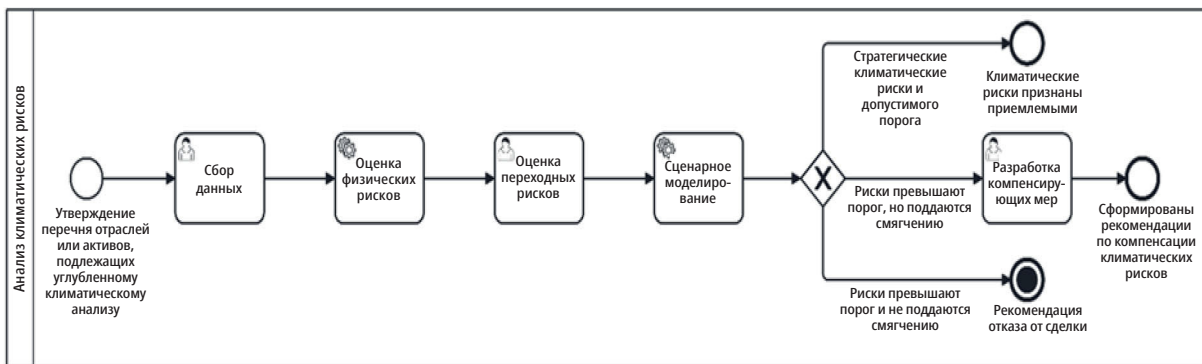 Анализ климатических рисков
Утверждение
перечня отраслей
или активов,
подлежащих
углубленному
климатическому
анализу
Сбор
данных
Оценка
физических
рисков
Оценка
переходных
рисков
Сценарное
моделиро-
вание
X
Стратегические
климатические
риски и
допустимого
порога
Климатические
риски признаны
приемлемыми
Риски превышают
порог, но поддаются
смягчению
Разработка
компенсирую-
ющих мер
Сформированы
рекомендации
по компенсации
климатических
рисков
Риски превышают
порог и не поддаются
смягчению
Рекомендация
отказа от сделки